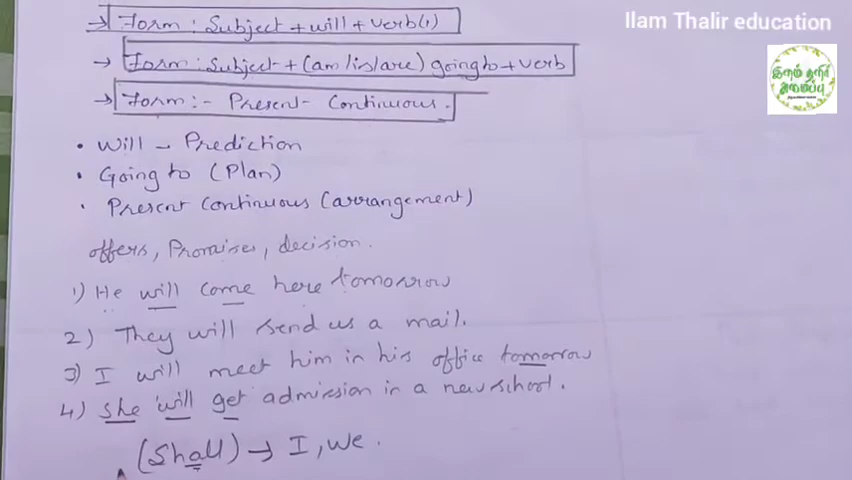 Ilam Thalir education
இளம் தளிர்
அமைப்பு
→ Form : Subject + will + verb(1)
→ Form : Subject + (am/is/are) going to + verb
→ Form :- Present - Continuous.
• Will - Prediction
• Going to (Plan)
• Present Continuous (arrangement)
offers, Promises, decision.
1) He will come here tomorrow
2) They will send us a mail.
3) I will meet him in his office tomorrow
4) She will get admission in a new school.
(Shall) → I, We.